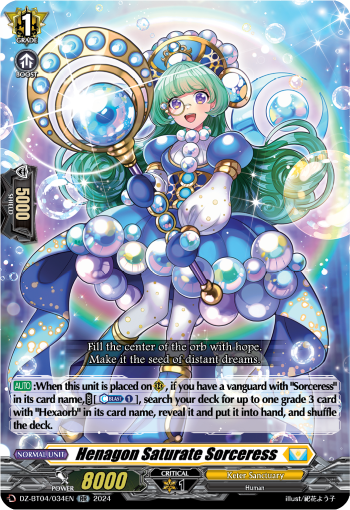 1
GRADE
BOOST
5000
SHIELD
Fill the center of the orb with hope.
Make it the seed of distant dreams.
AUTO :When this unit is placed on RC, if you have a vanguard with "Sorceress"
in its card name, [C BLAST 1], search your deck for up to one grade 3 card
with "Hexaorb" in its card name, reveal it and put it into hand, and shuffle
the deck.
NORMAL UNIT
Henagon Saturate Sorceress
POWER 8000
CRITICAL
1
Keter Sanctuary
Human
D DZ-BT04/034EN RR 2024
illust/紀花よう子